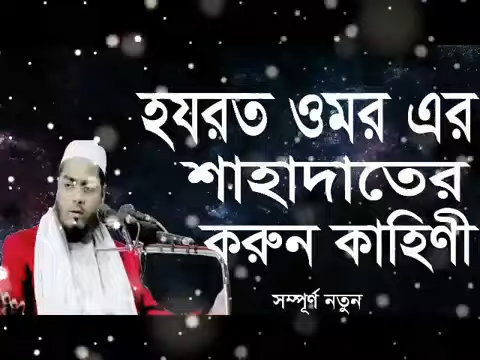 হযরত ওমর এর
শাহাদাতের
করুন কাহিণী
সম্পূর্ণ নতুন